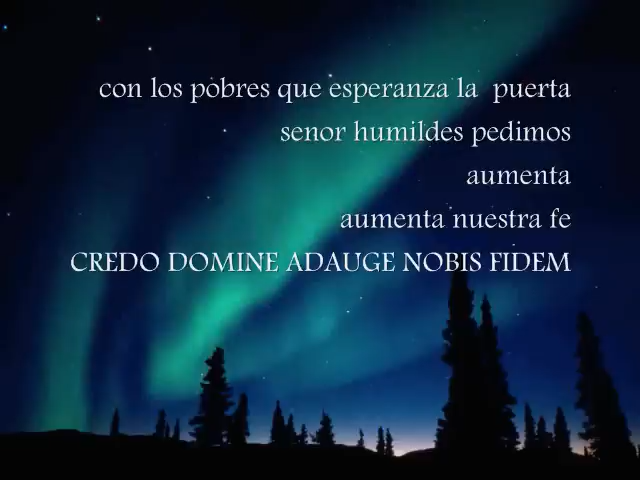 con los pobres que esperanza la  puerta
senor humildes pedimos
aumenta
aumenta nuestra fe
CREDO DOMINE ADAUGE NOBIS FIDEM